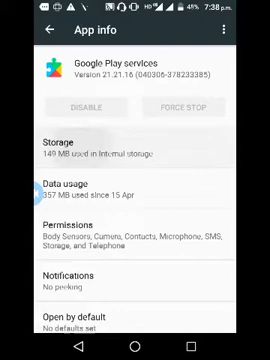 HD 48% 7:38 p.m.
App info
Google Play services
Version 21.21.16 (040306-378233385)
DISABLE FORCE STOP
Storage
149 MB used in Internal storage
Data usage
357 MB used since 15 Apr
Permissions
Body Sensors, Camera, Contacts, Microphone, SMS,
Storage, and Telephone
Notifications
No peeking
Open by default
No defaults set